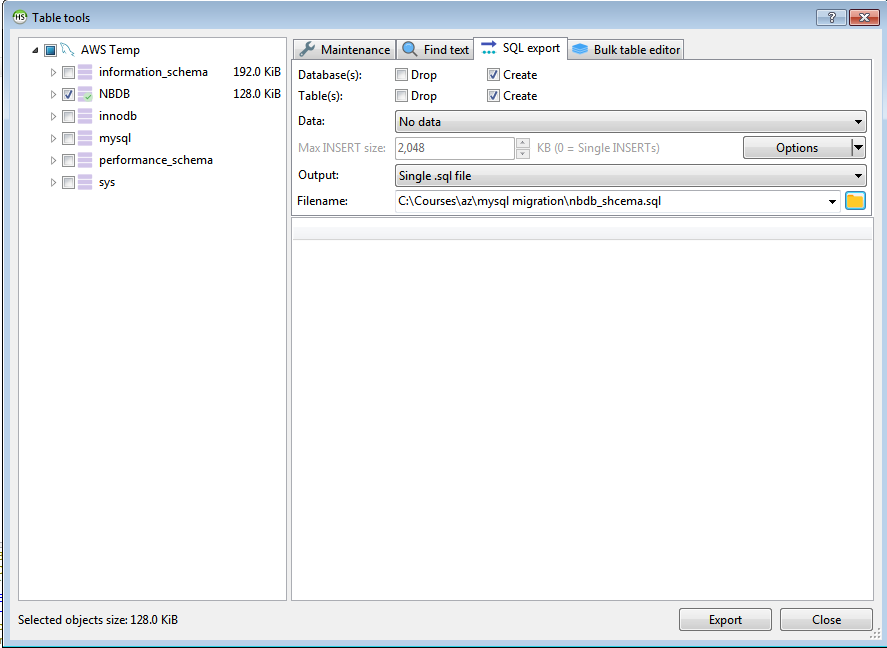 HS Table tools
?
AWS Temp
information_schema 192.0 KiB
NBDB 128.0 KiB
innodb
mysql
performance_schema
sys
Maintenance Find text SQL export Bulk table editor
Database(s): Drop Create
Table(s): Drop Create
Data: No data
Max INSERT size: 2,048 KB (0 = Single INSERTs) Options
Output: Single .sql file
Filename: C:\Courses\az\mysql migration\nbdb_shcema.sql
Selected objects size: 128.0 KiB
Export Close